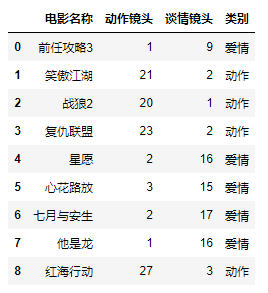 电影名称 动作镜头 谈情镜头 类别
0 前任攻略3 1 9 爱情
1 笑傲江湖 21 2 动作
2 战狼2 20 1 动作
3 复仇联盟 23 2 动作
4 星愿 2 16 爱情
5 心花路放 3 15 爱情
6 七月与安生 2 17 爱情
7 他是龙 1 16 爱情
8 红海行动 27 3 动作